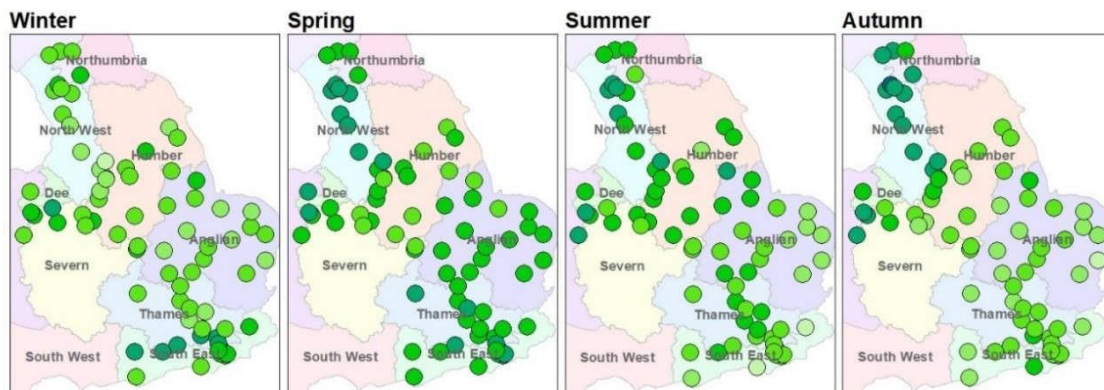 Winter
Northumbria
North West
Humber
Dee
Anglian
Severn
Thames
South West
South East
Spring
Northumbria
North West
Humber
Dee
Anglian
Severn
Thames
South West
South East
Summer
Northumbria
North West
Humber
Dee
Anglian
Severn
Thames
South West
South East
Autumn
Northumbria
North West
Humber
Dee
Anglian
Severn
Thames
South West
South East